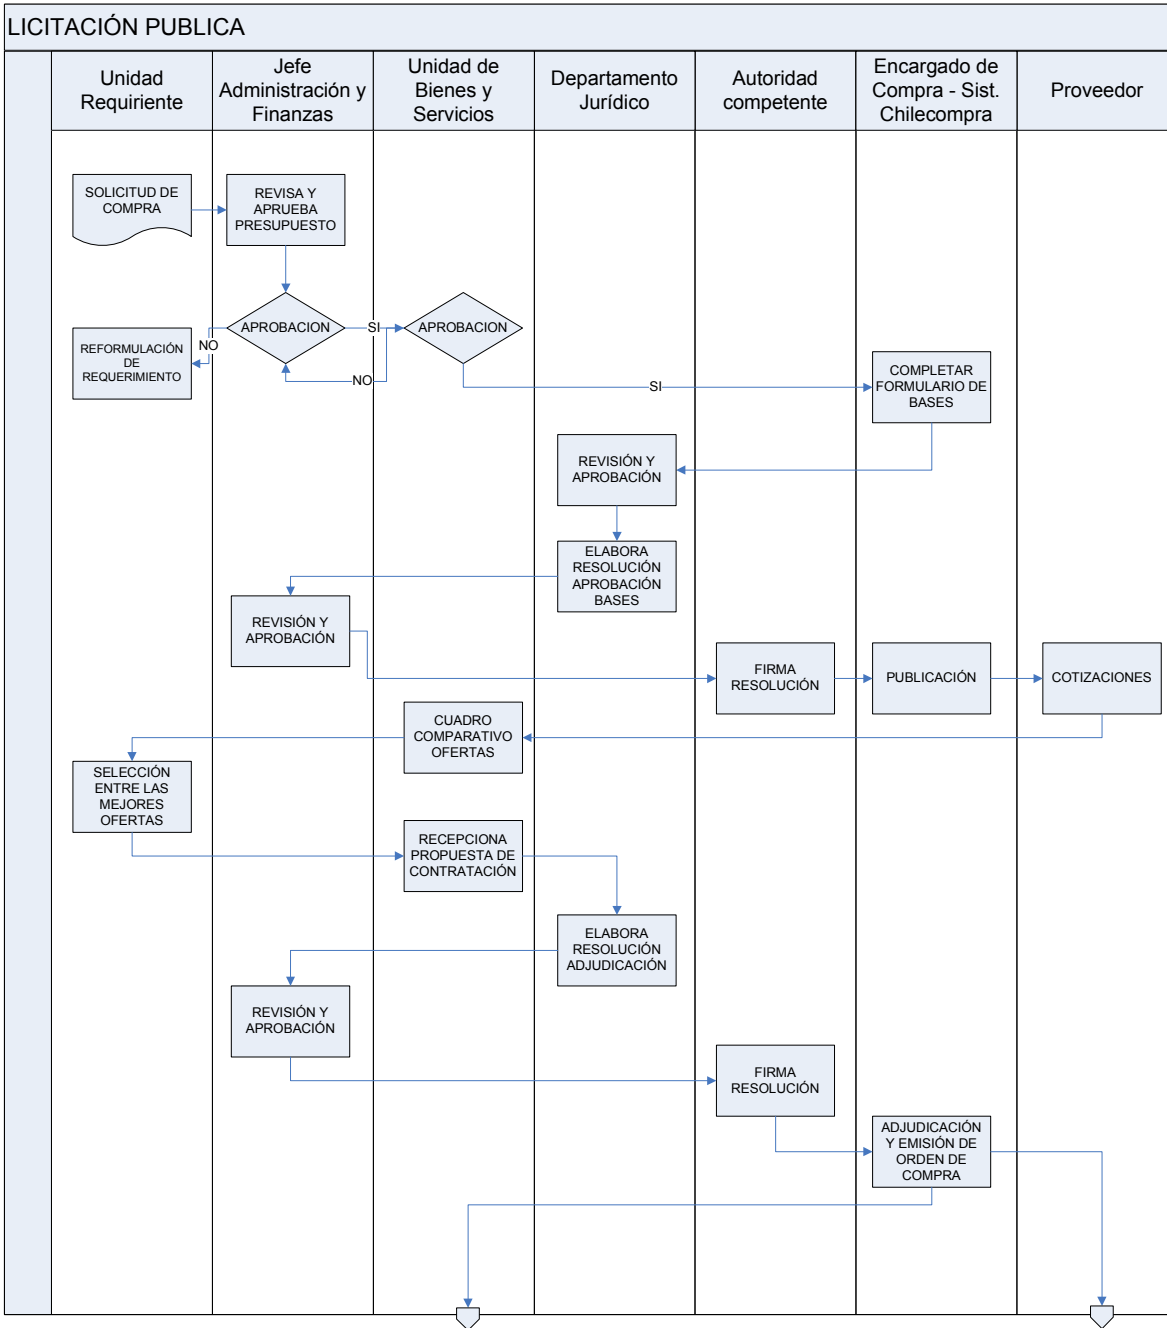 LICITACIÓN PUBLICA
Unidad
Requiriente
Jefe
Administración y
Finanzas
Unidad de
Bienes y
Servicios
Departamento
Jurídico
Autoridad
competente
Encargado de
Compra - Sist.
Chilecompra
Proveedor
SOLICITUD DE
COMPRA
REVISA Y
APRUEBA
PRESUPUESTO
APROBACION
SI
APROBACION
NO
REFORMULACIÓN
DE
REQUERIMIENTO
NO
SI
COMPLETAR
FORMULARIO DE
BASES
REVISIÓN Y
APROBACIÓN
ELABORA
RESOLUCIÓN
APROBACIÓN
BASES
REVISIÓN Y
APROBACIÓN
FIRMA
RESOLUCIÓN
PUBLICACIÓN
COTIZACIONES
CUADRO
COMPARATIVO
OFERTAS
SELECCIÓN
ENTRE LAS
MEJORES
OFERTAS
RECEPCIONA
PROPUESTA DE
CONTRATACIÓN
ELABORA
RESOLUCIÓN
ADJUDICACIÓN
REVISIÓN Y
APROBACIÓN
FIRMA
RESOLUCIÓN
ADJUDICACIÓN
Y EMISIÓN DE
ORDEN DE
COMPRA